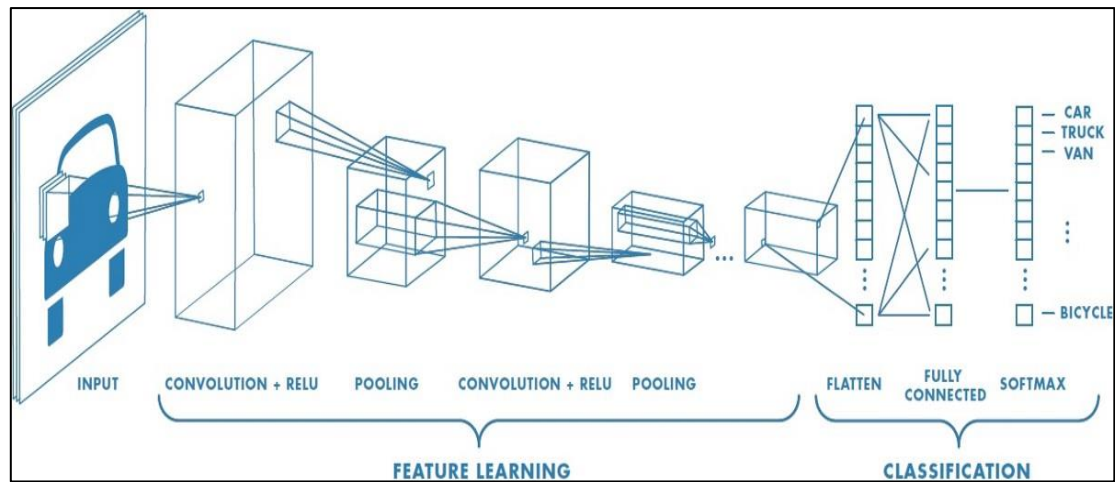 CAR
TRUCK
VAN
BICYCLE
INPUT
CONVOLUTION + RELU
POOLING
CONVOLUTION + RELU
POOLING
FLATTEN
FULLY
CONNECTED
SOFTMAX
FEATURE LEARNING
CLASSIFICATION